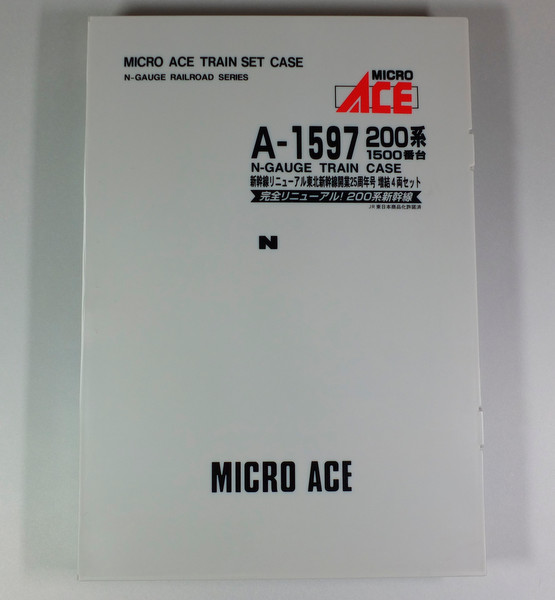 MICRO ACE TRAIN SET CASE
N-GAUGE RAILROAD SERIES
MICRO
ACE
A-1597 200系
1500番台
N-GAUGE TRAIN CASE
新幹線リニューアル東北新幹線開業25周年号 増結4両セット
完全リニューアル! 200系新幹線
JR東日本商品化許諾済
N
MICRO ACE